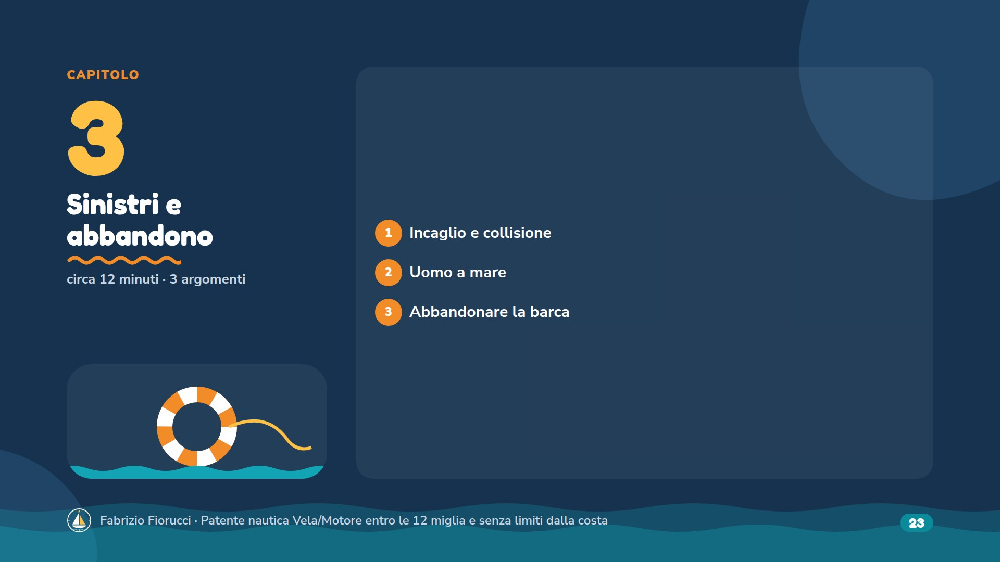 CAPITOLO
3
Sinistri e
abbandono
circa 12 minuti · 3 argomenti
1 Incaglio e collisione
2 Uomo a mare
3 Abbandonare la barca
Fabrizio Fiorucci · Patente nautica Vela/Motore entro le 12 miglia e senza limiti dalla costa
23